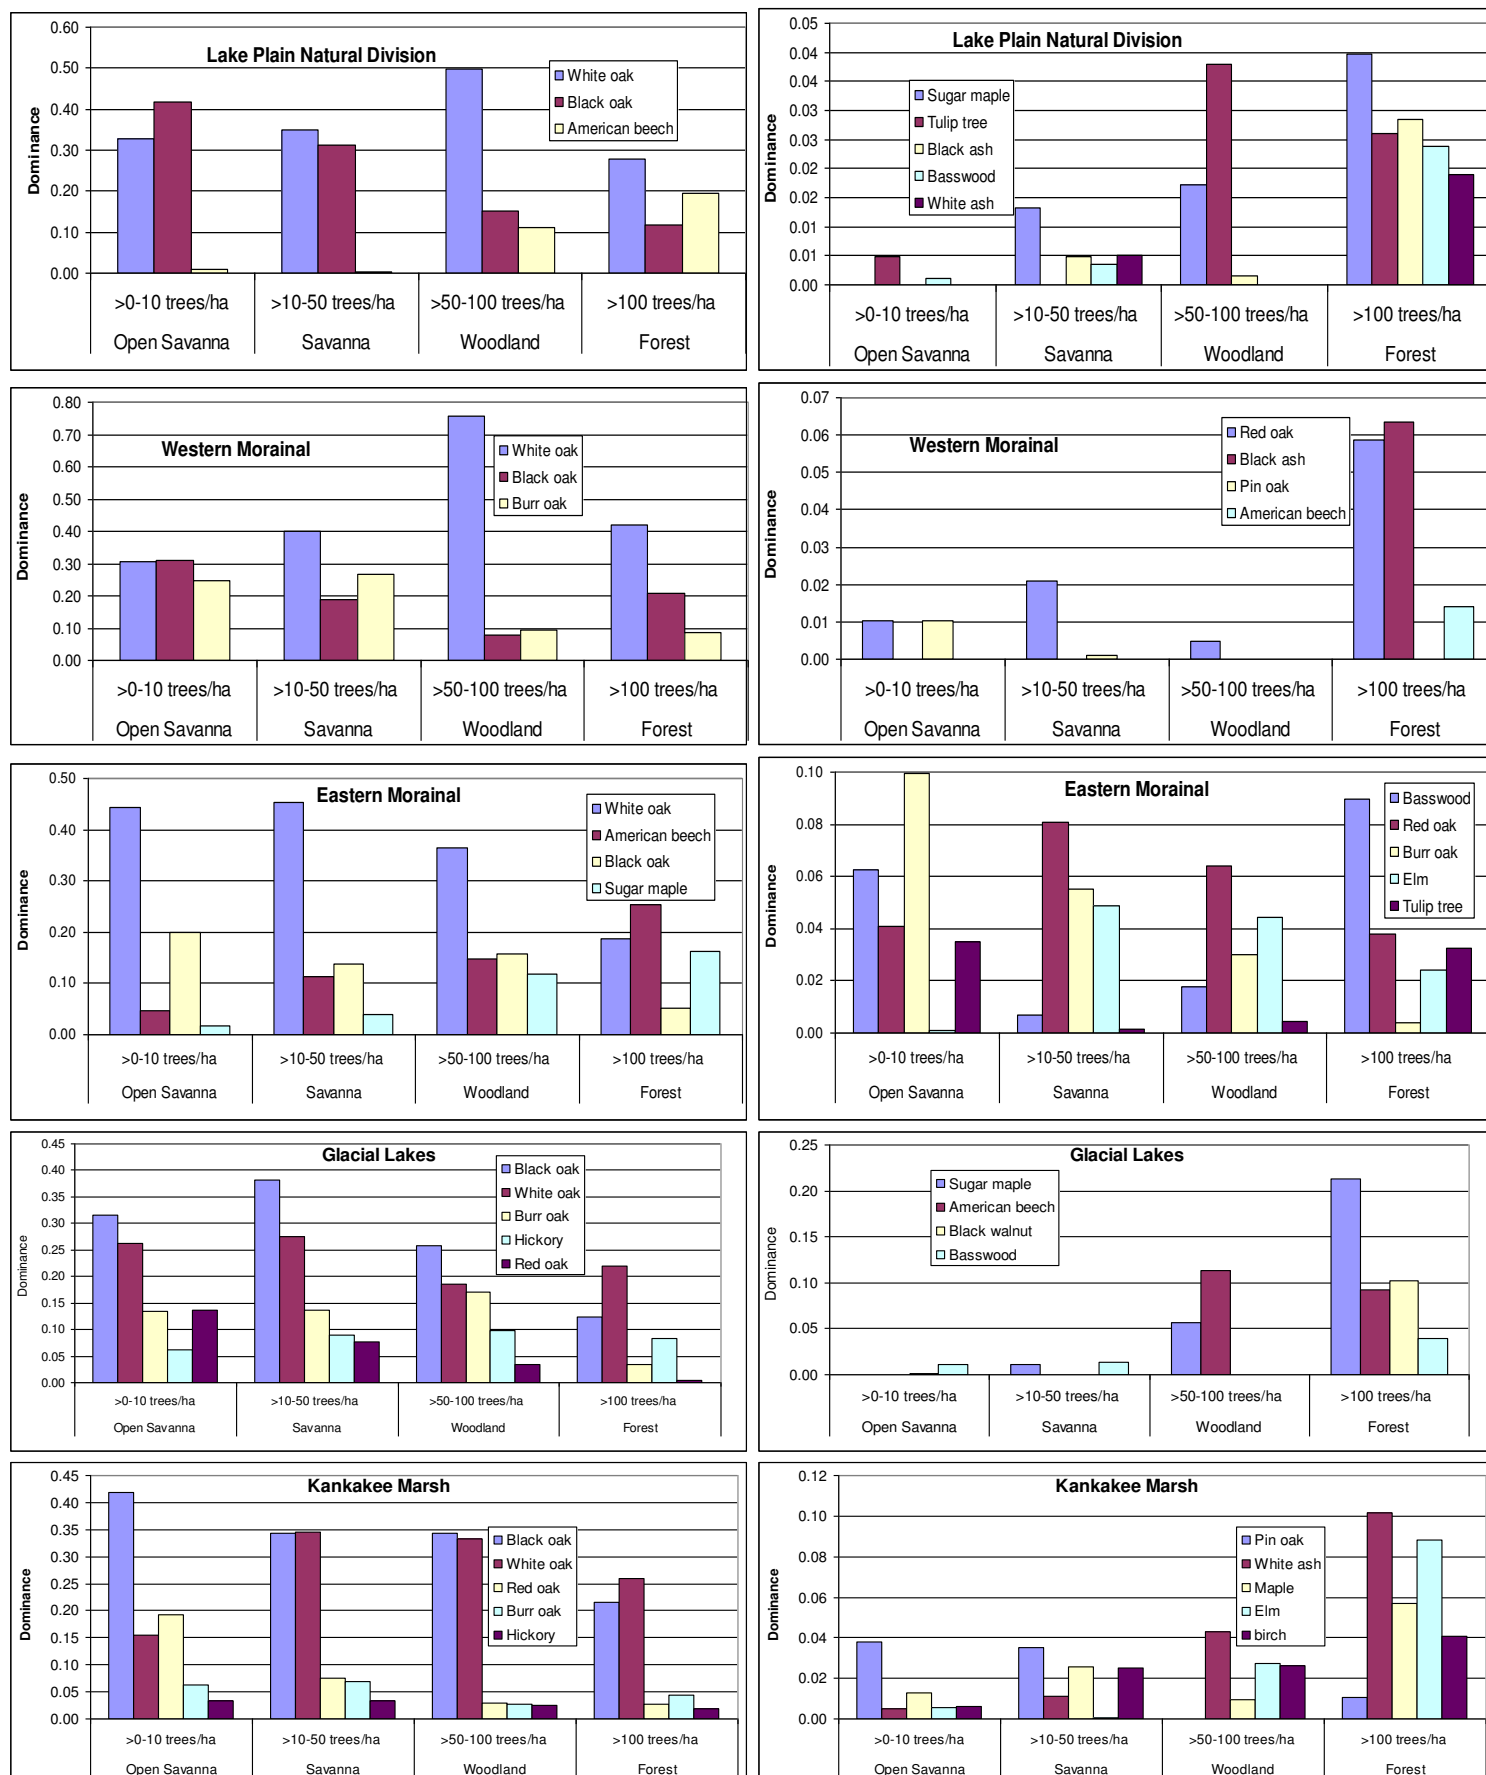 Lake Plain Natural Division
Dominance
0.60
0.50
0.40
0.30
0.20
0.10
0.00
White oak
Black oak
American beech
>0-10 trees/ha >10-50 trees/ha >50-100 trees/ha >100 trees/ha
Open Savanna Savanna Woodland Forest
Lake Plain Natural Division
Dominance
0.05
0.04
0.04
0.03
0.03
0.02
0.02
0.01
0.01
0.00
Sugar maple
Tulip tree
Black ash
Basswood
White ash
>0-10 trees/ha >10-50 trees/ha >50-100 trees/ha >100 trees/ha
Open Savanna Savanna Woodland Forest
Western Morainal
Dominance
0.80
0.70
0.60
0.50
0.40
0.30
0.20
0.10
0.00
White oak
Black oak
Burr oak
>0-10 trees/ha >10-50 trees/ha >50-100 trees/ha >100 trees/ha
Open Savanna Savanna Woodland Forest
Western Morainal
Dominance
0.07
0.06
0.05
0.04
0.03
0.02
0.01
0.00
Red oak
Black ash
Pin oak
American beech
>0-10 trees/ha >10-50 trees/ha >50-100 trees/ha >100 trees/ha
Open Savanna Savanna Woodland Forest
Eastern Morainal
Dominance
0.50
0.40
0.30
0.20
0.10
0.00
White oak
American beech
Black oak
Sugar maple
>0-10 trees/ha >10-50 trees/ha >50-100 trees/ha >100 trees/ha
Open Savanna Savanna Woodland Forest
Eastern Morainal
Dominance
0.10
0.08
0.06
0.04
0.02
0.00
Basswood
Red oak
Burr oak
Elm
Tulip tree
>0-10 trees/ha >10-50 trees/ha >50-100 trees/ha >100 trees/ha
Open Savanna Savanna Woodland Forest
Glacial Lakes
Dominance
0.45
0.40
0.35
0.30
0.25
0.20
0.15
0.10
0.05
0.00
Black oak
White oak
Burr oak
Hickory
Red oak
>0-10 trees/ha >10-50 trees/ha >50-100 trees/ha >100 trees/ha
Open Savanna Savanna Woodland Forest
Glacial Lakes
Dominance
0.25
0.20
0.15
0.10
0.05
0.00
Sugar maple
American beech
Black walnut
Basswood
>0-10 trees/ha >10-50 trees/ha >50-100 trees/ha >100 trees/ha
Open Savanna Savanna Woodland Forest
Kankakee Marsh
Dominance
0.45
0.40
0.35
0.30
0.25
0.20
0.15
0.10
0.05
0.00
Black oak
White oak
Red oak
Burr oak
Hickory
>0-10 trees/ha >10-50 trees/ha >50-100 trees/ha >100 trees/ha
Open Savanna Savanna Woodland Forest
Kankakee Marsh
Dominance
0.12
0.10
0.08
0.06
0.04
0.02
0.00
Pin oak
White ash
Maple
Elm
birch
>0-10 trees/ha >10-50 trees/ha >50-100 trees/ha >100 trees/ha
Open Savanna Savanna Woodland Forest